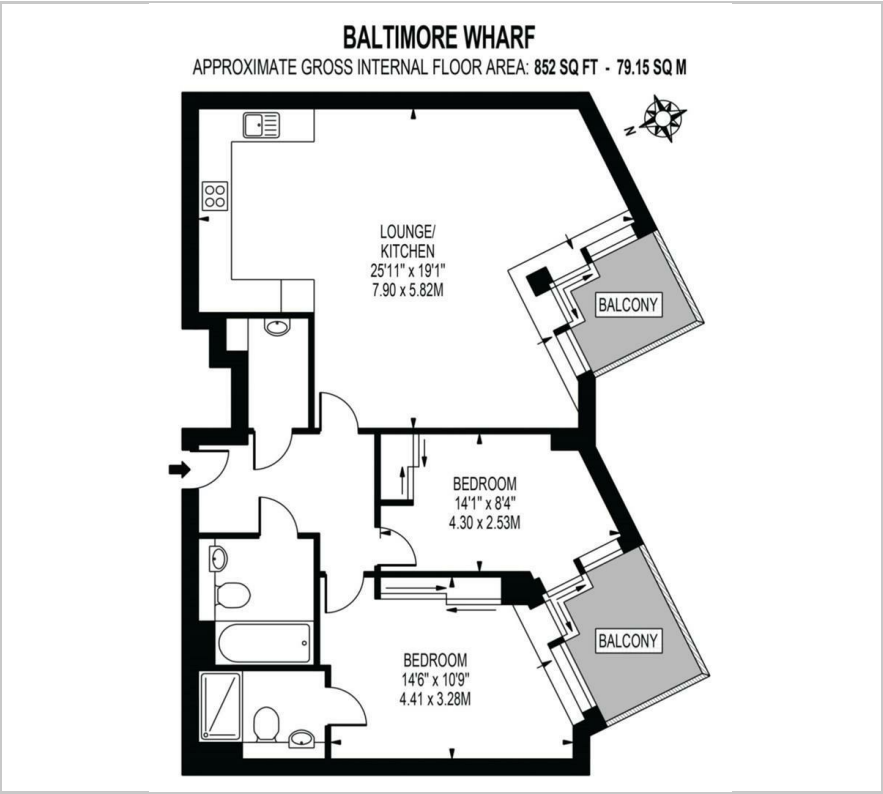 BALTIMORE WHARF
APPROXIMATE GROSS INTERNAL FLOOR AREA: 852 SQ FT - 79.15 SQ M
N
LOUNGE/
KITCHEN
25'11" x 19'1"
7.90 x 5.82M
BALCONY
BEDROOM
14'1" x 8'4"
4.30 x 2.53M
BALCONY
BEDROOM
14'6" x 10'9"
4.41 x 3.28M